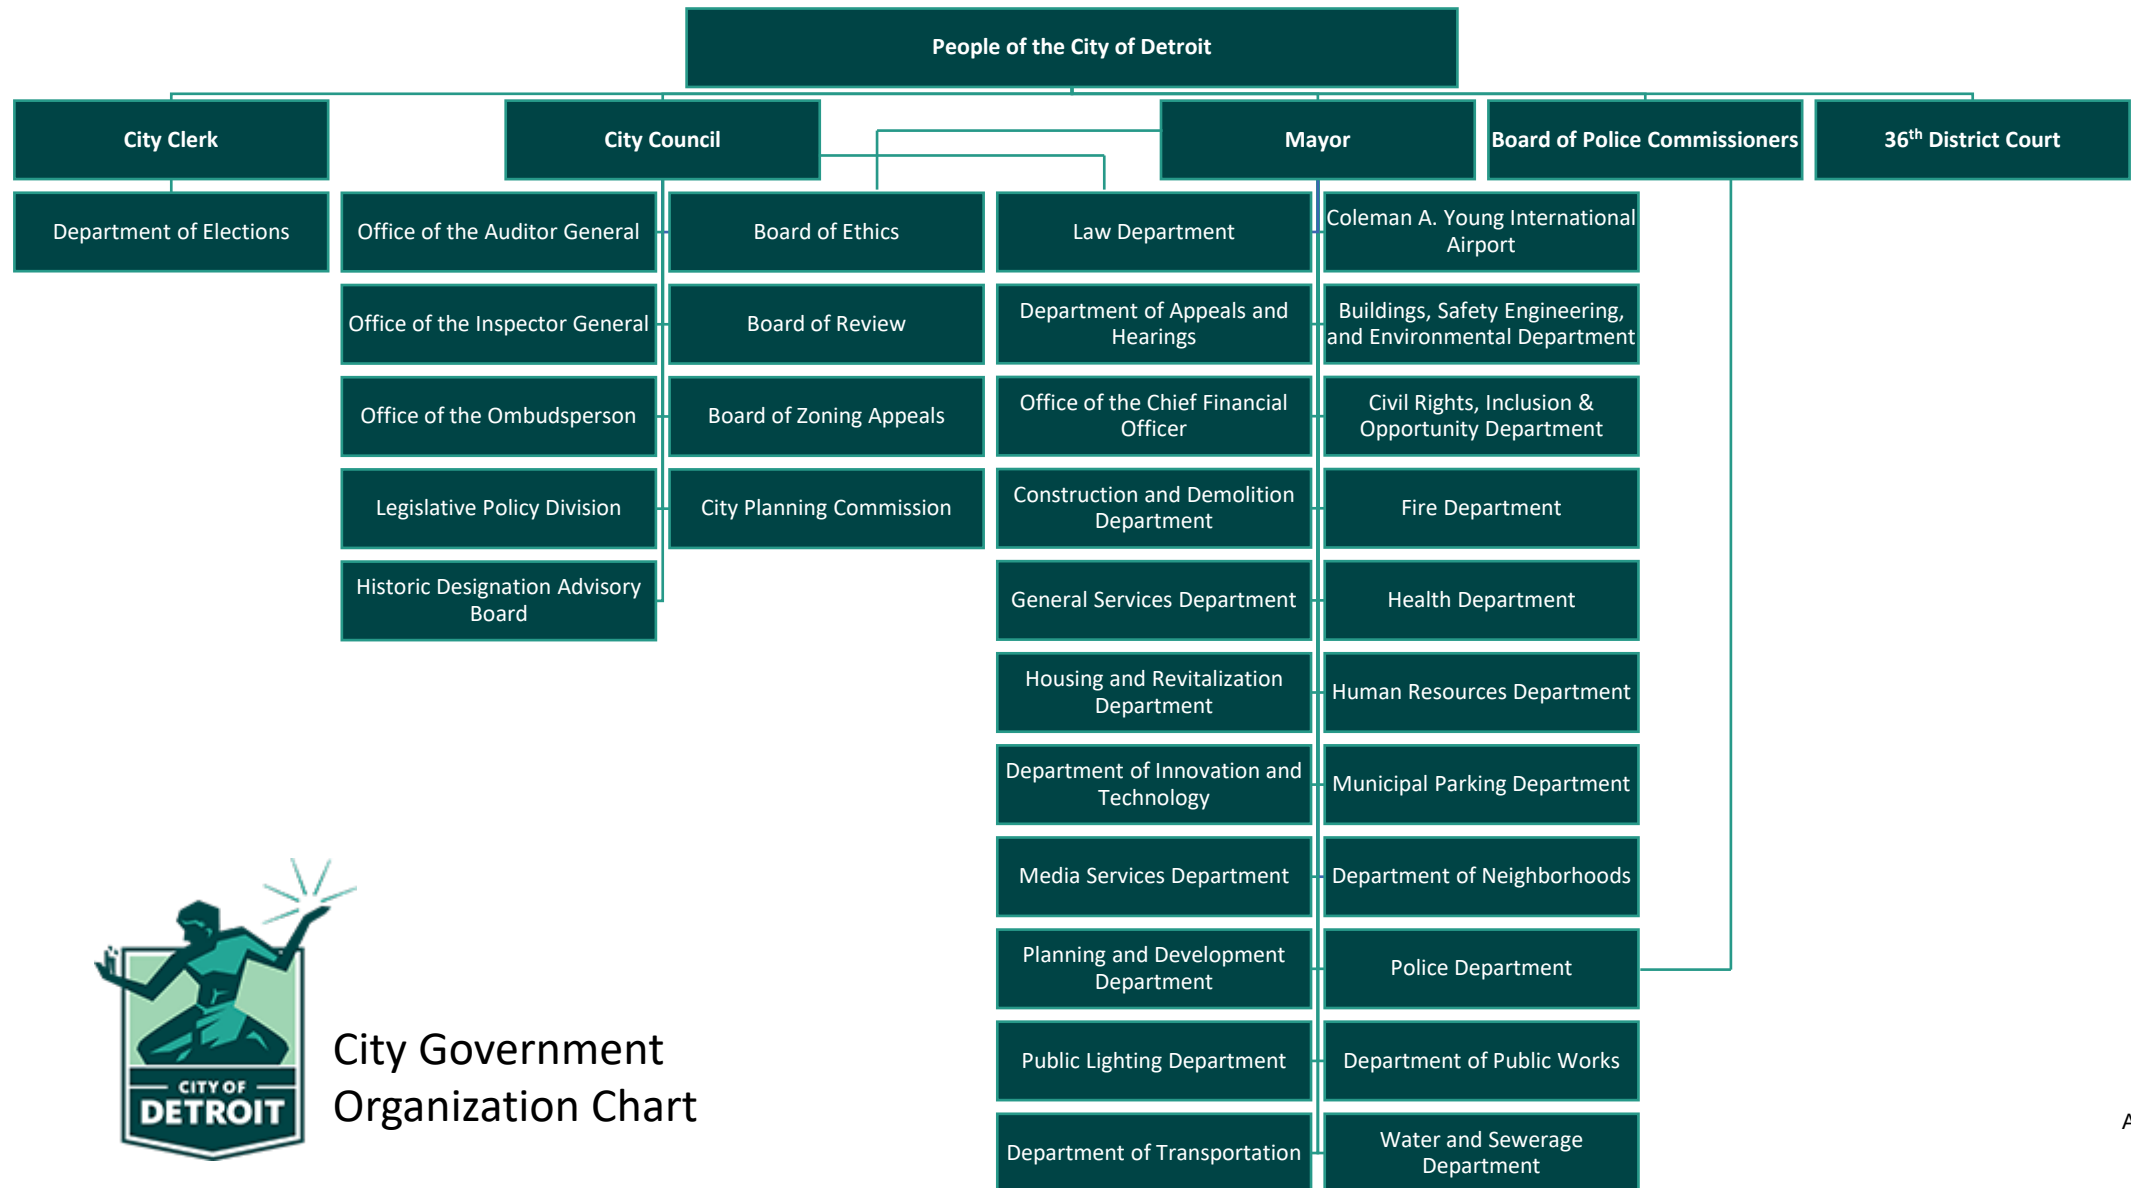 People of the City of Detroit
City Clerk
City Council
Mayor
Board of Police Commissioners
36th District Court
Department of Elections
Office of the Auditor General
Board of Ethics
Law Department
Coleman A. Young International
Airport
Office of the Inspector General
Board of Review
Department of Appeals and
Hearings
Buildings, Safety Engineering,
and Environmental Department
Office of the Ombudsperson
Board of Zoning Appeals
Office of the Chief Financial
Officer
Civil Rights, Inclusion &
Opportunity Department
Legislative Policy Division
City Planning Commission
Construction and Demolition
Department
Fire Department
Historic Designation Advisory
Board
General Services Department
Health Department
Housing and Revitalization
Department
Human Resources Department
Department of Innovation and
Technology
Municipal Parking Department
Media Services Department
Department of Neighborhoods
Planning and Development
Department
Police Department
Public Lighting Department
Department of Public Works
Department of Transportation
Water and Sewerage
Department
CITY OF
DETROIT
City Government
Organization Chart
A